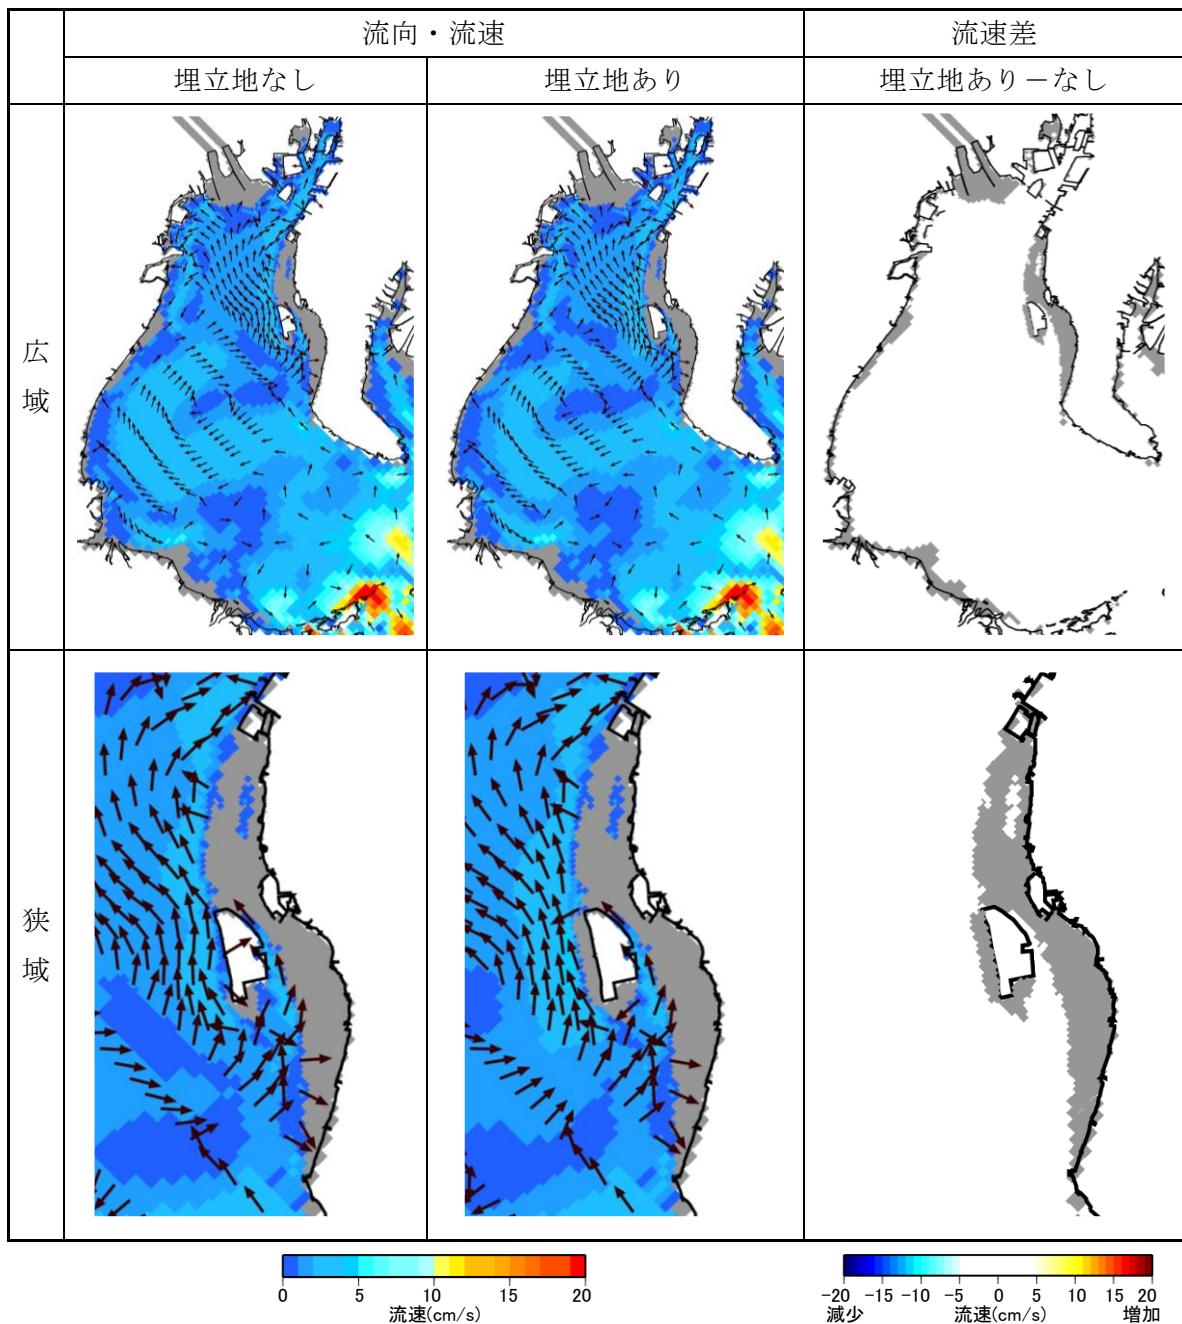 流向・流速 流速差
埋立地なし 埋立地あり 埋立地あり－なし
広域
狭域
0 5 10 15 20
流速(cm/s)
-20 -15 -10 -5 0 5 10 15 20
減少 流速(cm/s) 増加